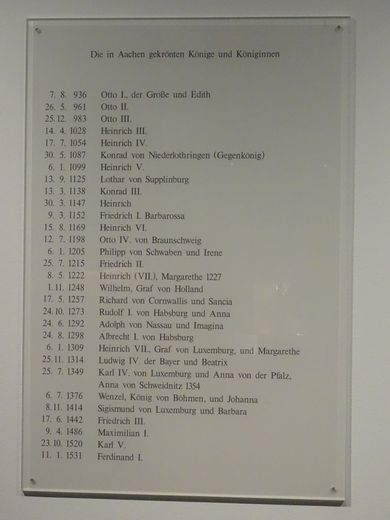 Die in Aachen gekrönten Könige und Königinnen
7. 8. 936 Otto I., der Große und Edith
26. 5. 961 Otto II.
25.12. 983 Otto III.
14. 4. 1028 Heinrich III.
17. 7. 1054 Heinrich IV.
30. 5. 1087 Konrad von Niederlothringen (Gegenkönig)
6. 1. 1099 Heinrich V.
13. 9. 1125 Lothar von Supplinburg
13. 3. 1138 Konrad III.
30. 3. 1147 Heinrich
9. 3. 1152 Friedrich I. Barbarossa
15. 8. 1169 Heinrich VI.
12. 7. 1198 Otto IV. von Braunschweig
6. 1. 1205 Philipp von Schwaben und Irene
25. 7. 1215 Friedrich II.
8. 5. 1222 Heinrich (VII.), Margarethe 1227
1.11. 1248 Wilhelm, Graf von Holland
17. 5. 1257 Richard von Cornwallis und Sancia
24.10. 1273 Rudolf I. von Habsburg und Anna
24. 6. 1292 Adolph von Nassau und Imagina
24. 8. 1298 Albrecht I. von Habsburg
6. 1. 1309 Heinrich VII., Graf von Luxemburg, und Margarethe
25.11. 1314 Ludwig IV. der Bayer und Beatrix
25. 7. 1349 Karl IV. von Luxemburg und Anna von der Pfalz,
Anna von Schweidnitz 1354
6. 7. 1376 Wenzel, König von Böhmen, und Johanna
8.11. 1414 Sigismund von Luxemburg und Barbara
17. 6. 1442 Friedrich III.
9. 4. 1486 Maximilian I.
23. 10. 1520 Karl V.
11. 1. 1531 Ferdinand I.